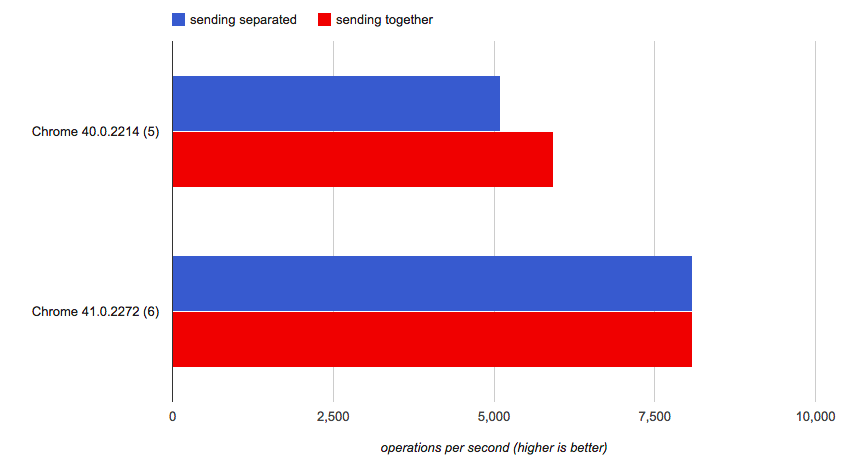 sending separated sending together
Chrome 40.0.2214 (5)
Chrome 41.0.2272 (6)
0 2,500 5,000 7,500 10,000
operations per second (higher is better)